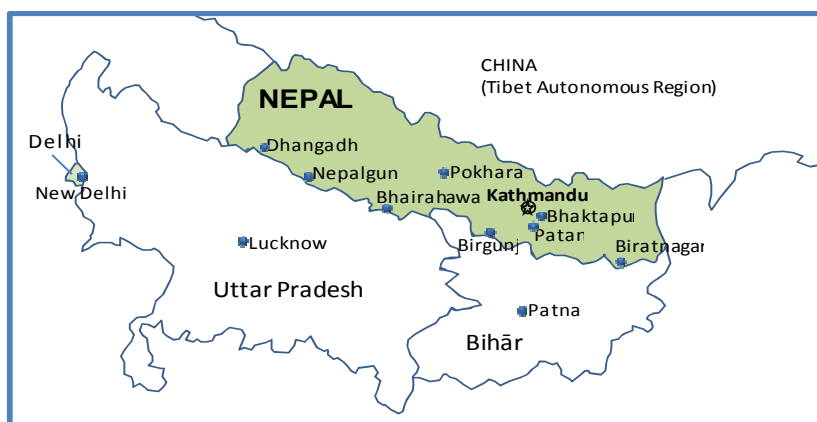 CHINA
(Tibet Autonomous Region)
NEPAL
Delhi
Dhangadh
Nepalgun
Pokhara
New Delhi
Bhairahawa
Kathmandu
Bhaktapu
Patan
Birgunj
Lucknow
Biratnagar
Uttar Pradesh
Patna
Bihār